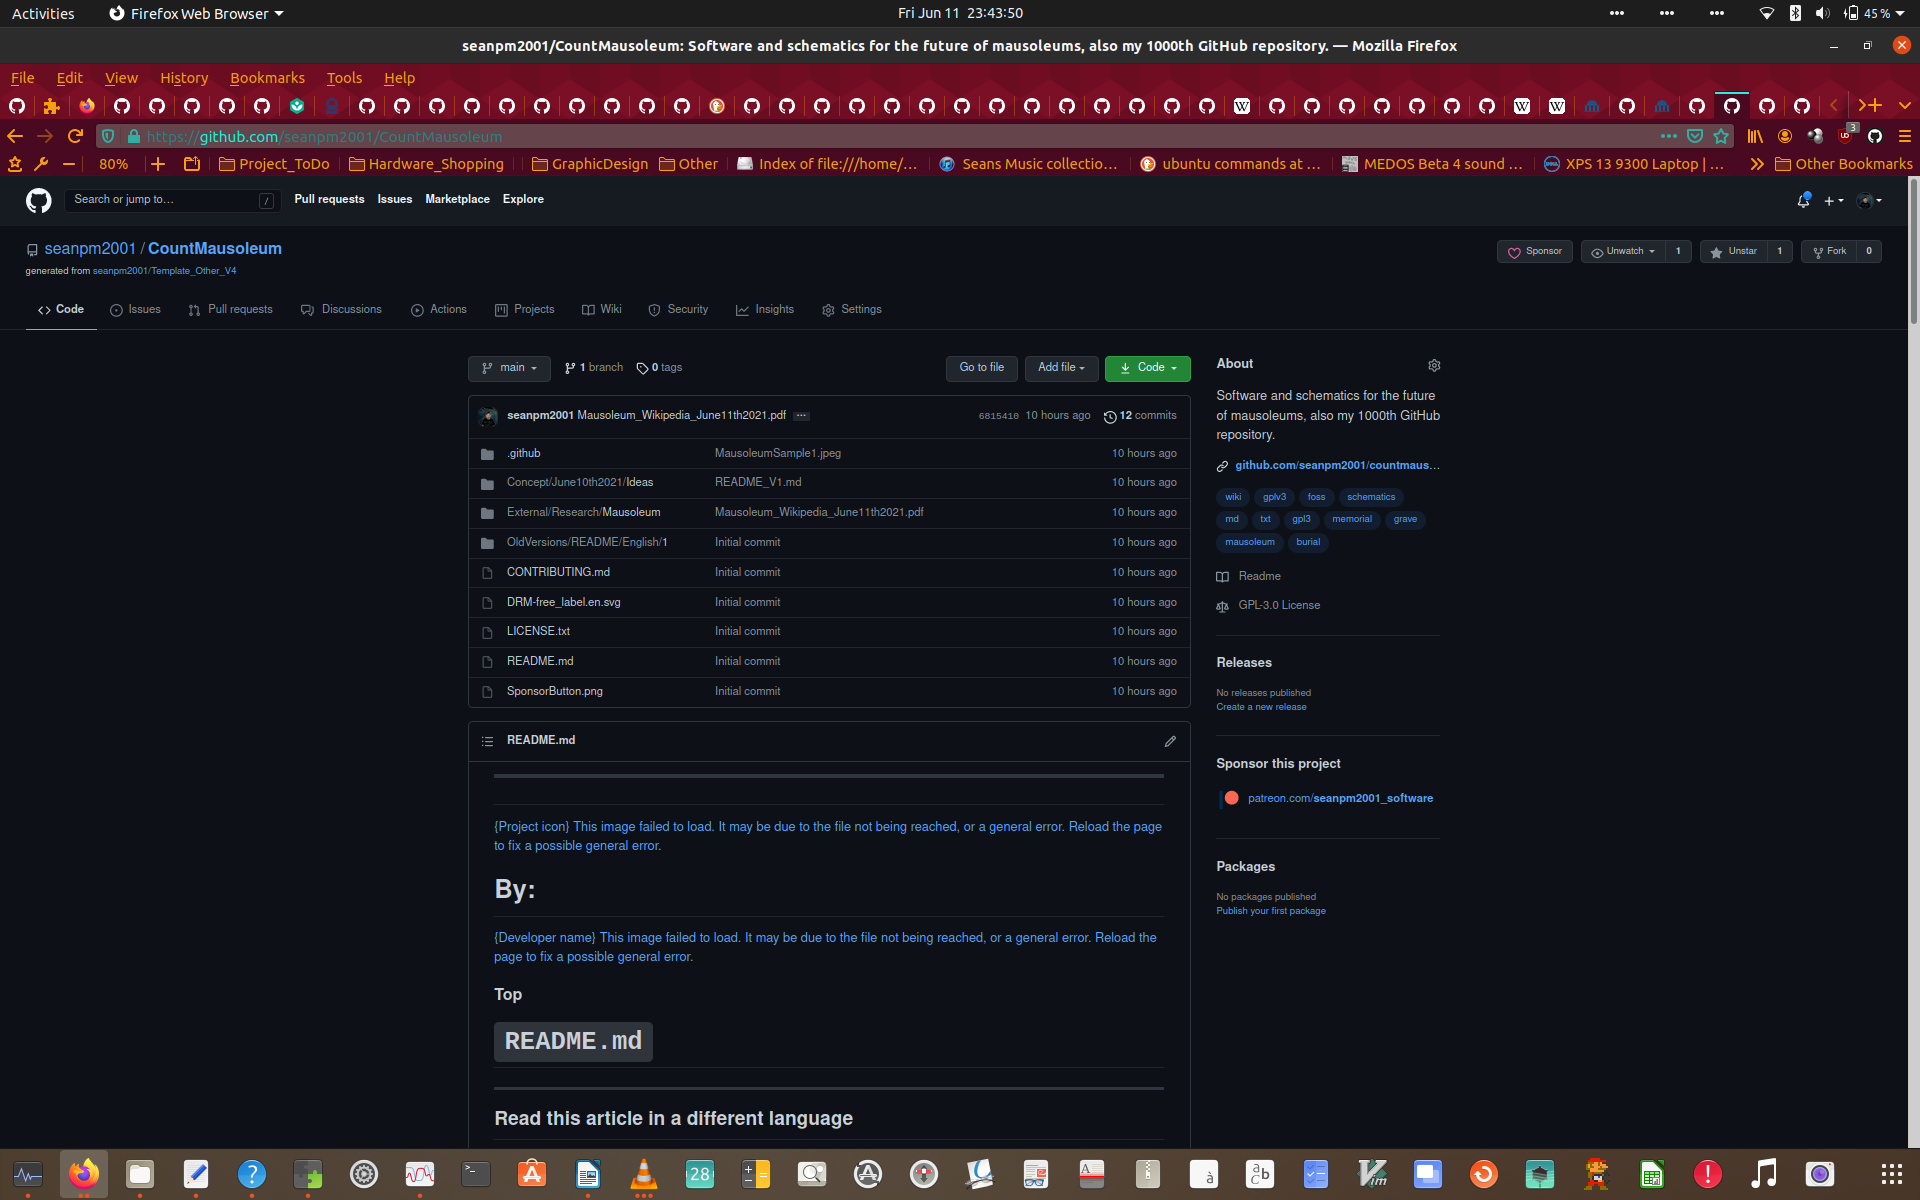 Activities
Firefox Web Browser
Fri Jun 11 23:43:50
45 %
seanpm2001/CountMausoleum: Software and schematics for the future of mausoleums, also my 1000th GitHub repository. — Mozilla Firefox
File Edit View History Bookmarks Tools Help
https://github.com/seanpm2001/CountMausoleum
3
80%
Project_ToDo
Hardware_Shopping
GraphicDesign
Other
Index of file:///home/...
Seans Music collectio...
ubuntu commands at ...
MEDOS Beta 4 sound ...
XPS 13 9300 Laptop | ...
Other Bookmarks
Search or jump to...
/
Pull requests Issues Marketplace Explore
seanpm2001 / CountMausoleum
Sponsor
Unwatch 1
Unstar 1
Fork 0
generated from seanpm2001/Template_Other_V4
Code Issues Pull requests Discussions Actions Projects Wiki Security Insights Settings
main
1 branch
0 tags
Go to file
Add file
Code
seanpm2001 Mausoleum_Wikipedia_June11th2021.pdf ...
6815410 10 hours ago
12 commits
.github MausoleumSample1.jpeg 10 hours ago
Concept/June10th2021/Ideas README_V1.md 10 hours ago
External/Research/Mausoleum Mausoleum_Wikipedia_June11th2021.pdf 10 hours ago
OldVersions/README/English/1 Initial commit 10 hours ago
CONTRIBUTING.md Initial commit 10 hours ago
DRM-free_label.en.svg Initial commit 10 hours ago
LICENSE.txt Initial commit 10 hours ago
README.md Initial commit 10 hours ago
SponsorButton.png Initial commit 10 hours ago
README.md
{Project icon} This image failed to load. It may be due to the file not being reached, or a general error. Reload the page
to fix a possible general error.
By:
{Developer name} This image failed to load. It may be due to the file not being reached, or a general error. Reload the
page to fix a possible general error.
Top
README.md
Read this article in a different language
About
Software and schematics for the future
of mausoleums, also my 1000th GitHub
repository.
github.com/seanpm2001/countmaus...
wiki gplv3 foss schematics
md txt gpl3 memorial grave
mausoleum burial
Readme
GPL-3.0 License
Releases
No releases published
Create a new release
Sponsor this project
patreon.com/seanpm2001_software
Packages
No packages published
Publish your first package
28